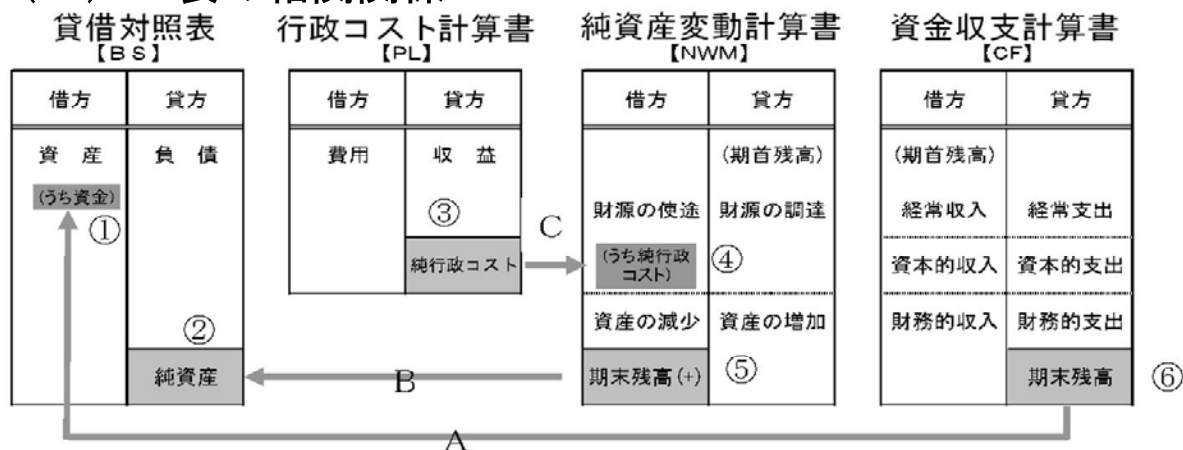 貸借対照表
【BS】
借方 貸方
資産 負債
(うち資金)
①
②
純資産
行政コスト計算書
【PL】
借方 貸方
費用 収益
③
純行政コスト
C
純資産変動計算書
【NWM】
借方 貸方
(期首残高)
財源の使途 財源の調達
(うち純行政
コスト)
④
資産の減少 資産の増加
期末残高(+)
⑤
B
資金収支計算書
【CF】
借方 貸方
(期首残高)
経常収入 経常支出
資本的収入 資本的支出
財務的収入 財務的支出
期末残高
⑥
A